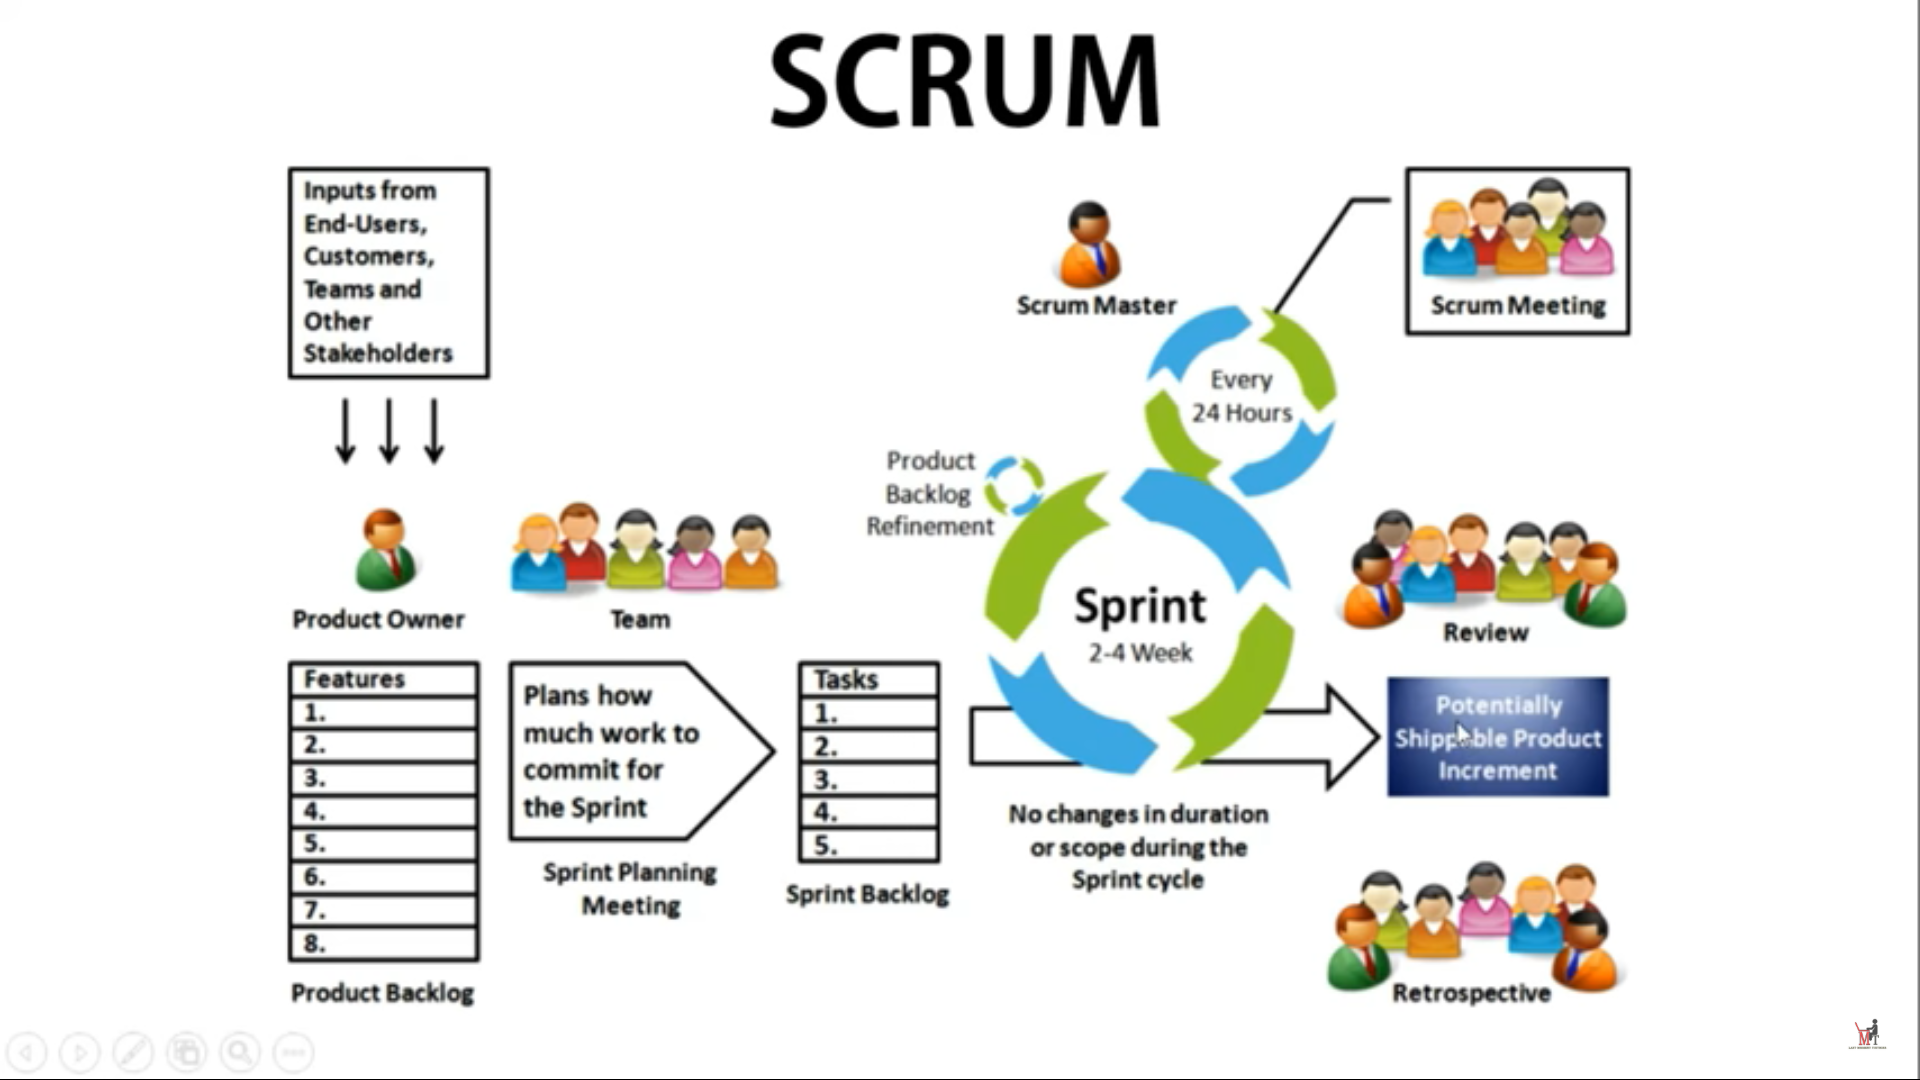 SCRUM
Inputs from
End-Users,
Customers,
Teams and
Other
Stakeholders
Scrum Master
Scrum Meeting
Every
24 Hours
Product
Backlog
Refinement
Product Owner
Team
Sprint
2-4 Week
Review
Features
1.
2.
3.
4.
5.
6.
7.
8.
Product Backlog
Plans how
much work to
commit for
the Sprint
Sprint Planning
Meeting
Tasks
1.
2.
3.
4.
5.
Sprint Backlog
No changes in duration
or scope during the
Sprint cycle
Potentially
Shippable Product
Increment
Retrospective